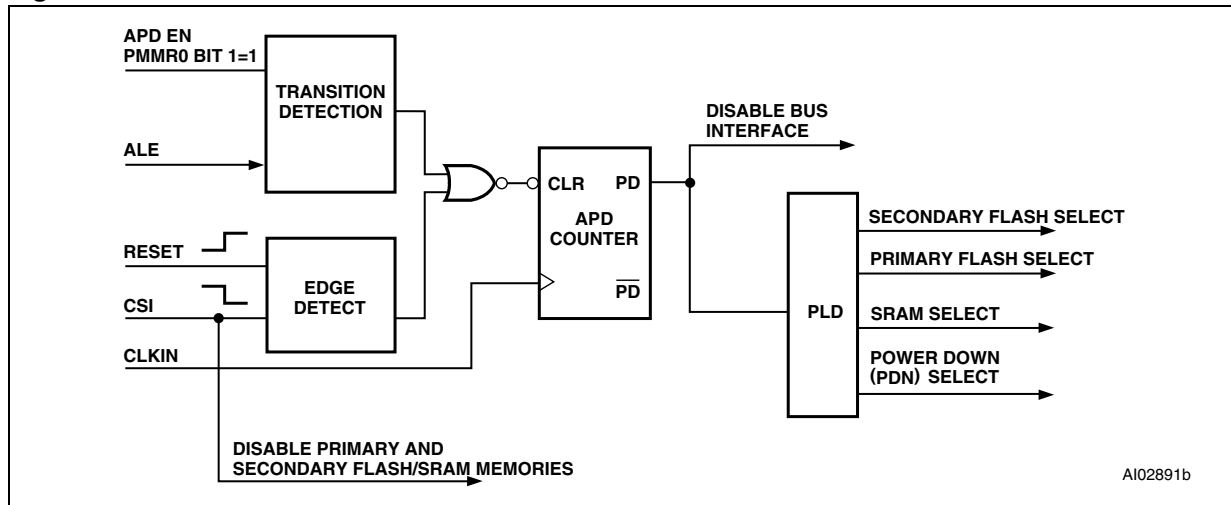 APD EN
PMMR0 BIT 1=1
TRANSITION
DETECTION
ALE
RESET
CSI
EDGE
DETECT
CLKIN
CLR PD
APD
COUNTER
PD
DISABLE BUS
INTERFACE
PLD
SECONDARY FLASH SELECT
PRIMARY FLASH SELECT
SRAM SELECT
POWER DOWN
(PDN) SELECT
DISABLE PRIMARY AND
SECONDARY FLASH/SRAM MEMORIES
AI02891b